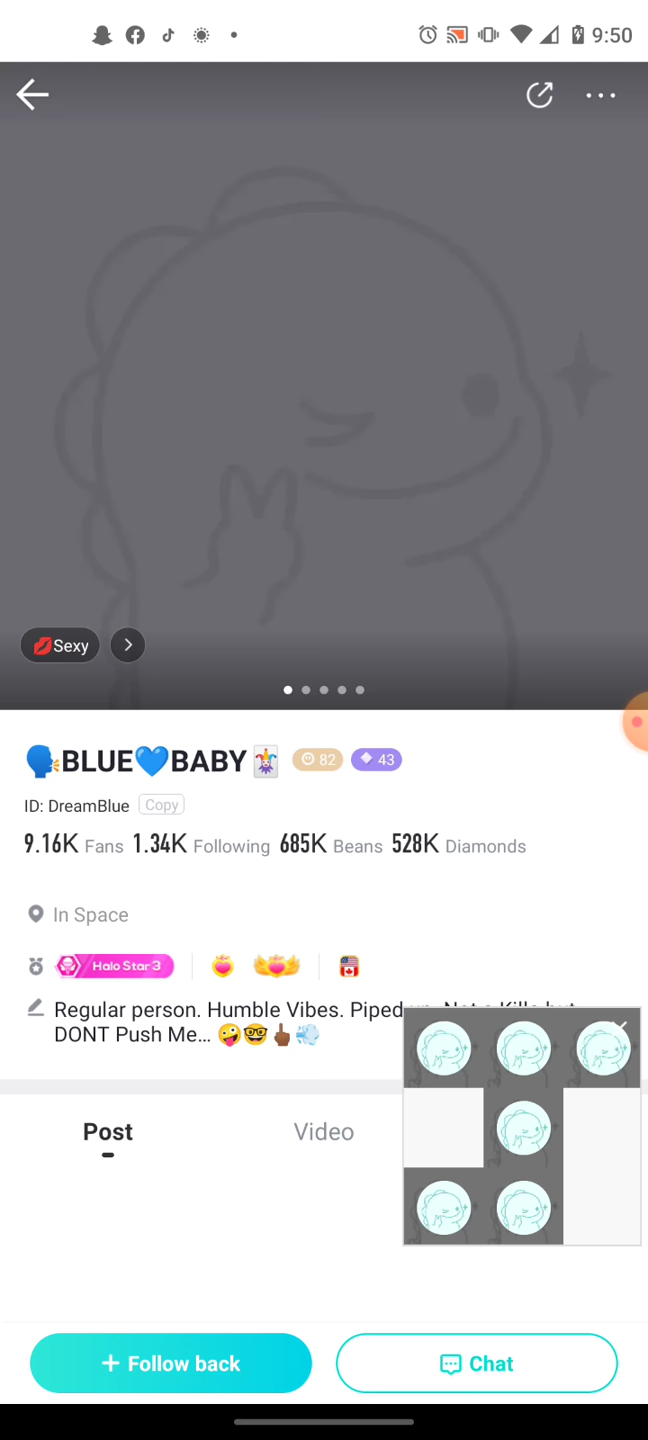 9:50
Sexy
BLUE💙BABY 82 43
ID: DreamBlue Copy
9.16K Fans 1.34K Following 685K Beans 528K Diamonds
In Space
Halo Star 3
Regular person. Humble Vibes. Piped
DONT Push Me... 🤪🤓🖕🏾💨
Post Video
+ Follow back Chat